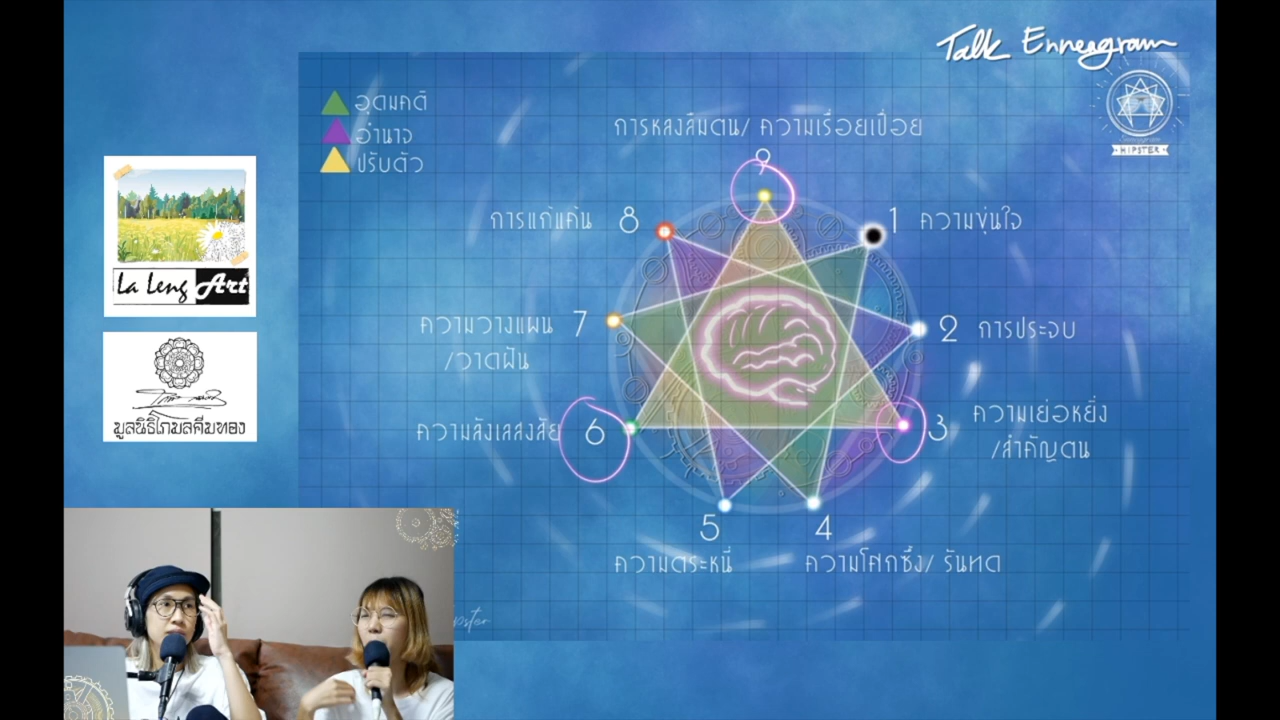 Talk Enneagram
HIPSTER
อุดมคติ
อำนาจ
ปรับตัว
การหลงลืมตน/ ความเรื่อยเปื่อย
9
การแก้แค้น 8
1 ความขุ่นใจ
ความวางแผน 7
/วาดฝัน
2 การประจบ
ความลังเลสงสัย 6
3 ความเย่อหยิ่ง
/สำคัญตน
5
ความตระหนี่
4
ความโศกซึ้ง/ รันทด
La Leng Art
มูลนิธิโกมลคีมทอง